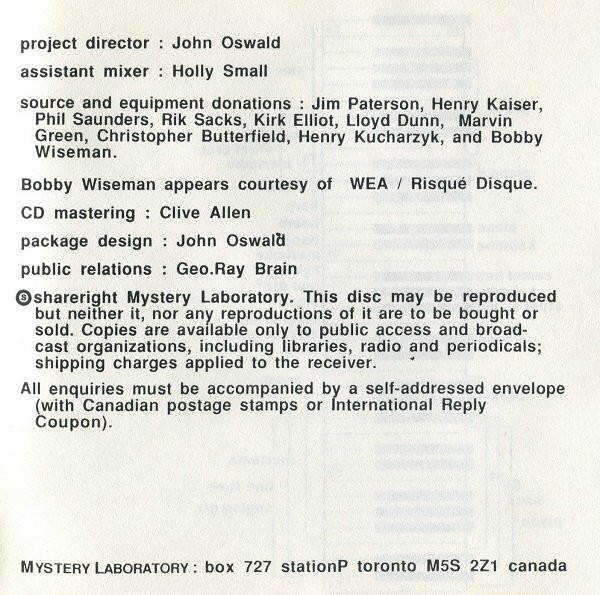 project director : John Oswald
assistant mixer : Holly Small
source and equipment donations : Jim Paterson, Henry Kaiser,
Phil Saunders, Rik Sacks, Kirk Elliot, Lloyd Dunn, Marvin
Green, Christopher Butterfield, Henry Kucharzyk, and Bobby
Wiseman.
Bobby Wiseman appears courtesy of WEA / Risqué Disque.
CD mastering : Clive Allen
package design : John Oswald
public relations : Geo.Ray Brain
Ⓢshareright Mystery Laboratory. This disc may be reproduced
but neither it, nor any reproductions of it are to be bought or
sold. Copies are available only to public access and broad-
cast organizations, including libraries, radio and periodicals;
shipping charges applied to the receiver.
All enquiries must be accompanied by a self-addressed envelope
(with Canadian postage stamps or International Reply
Coupon).
MYSTERY LABORATORY : box 727 stationP toronto M5S 2Z1 canada